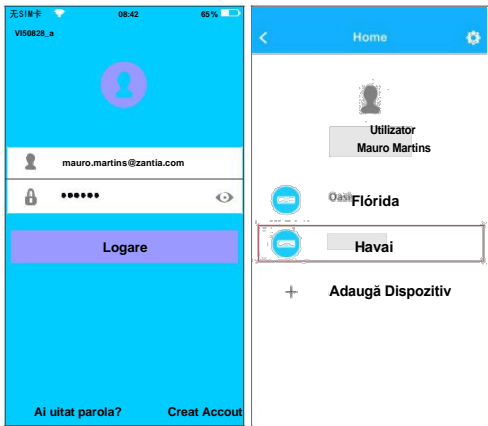 无SIM卡 08:42 65%
VI50828_a
mauro.martins@zantia.com
••••••
Logare
Ai uitat parola? Creat Accout
Home
Utilizator
Mauro Martins
Flórida
Havai
+ Adaugă Dispozitiv